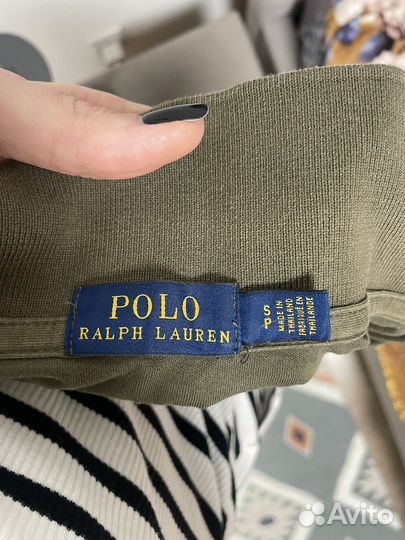 POLO
RALPH LAUREN
S
P
MADE IN
THAILAND
FABRIQUÉ EN
THAÏLANDE
Avito